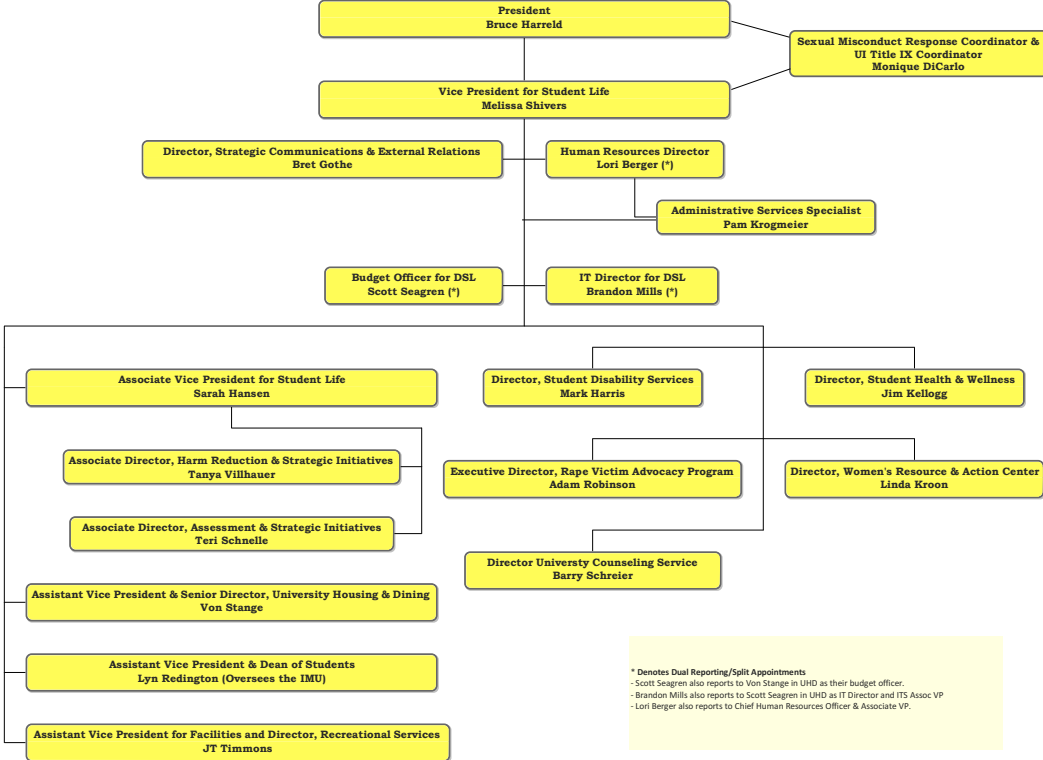 President
Bruce Harreld
Sexual Misconduct Response Coordinator &
UI Title IX Coordinator
Monique DiCarlo
Vice President for Student Life
Melissa Shivers
Director, Strategic Communications & External Relations
Bret Gothe
Human Resources Director
Lori Berger (*)
Administrative Services Specialist
Pam Krogmeier
Budget Officer for DSL
Scott Seagren (*)
IT Director for DSL
Brandon Mills (*)
Associate Vice President for Student Life
Sarah Hansen
Director, Student Disability Services
Mark Harris
Director, Student Health & Wellness
Jim Kellogg
Associate Director, Harm Reduction & Strategic Initiatives
Tanya Villhauer
Executive Director, Rape Victim Advocacy Program
Adam Robinson
Director, Women's Resource & Action Center
Linda Kroon
Associate Director, Assessment & Strategic Initiatives
Teri Schnelle
Director Universty Counseling Service
Barry Schreier
Assistant Vice President & Senior Director, University Housing & Dining
Von Stange
Assistant Vice President & Dean of Students
Lyn Redington (Oversees the IMU)
Assistant Vice President for Facilities and Director, Recreational Services
JT Timmons
* Denotes Dual Reporting/Split Appointments
- Scott Seagren also reports to Von Stange in UHD as their budget officer.
- Brandon Mills also reports to Scott Seagren in UHD as IT Director and ITS Assoc VP
- Lori Berger also reports to Chief Human Resources Officer & Associate VP.